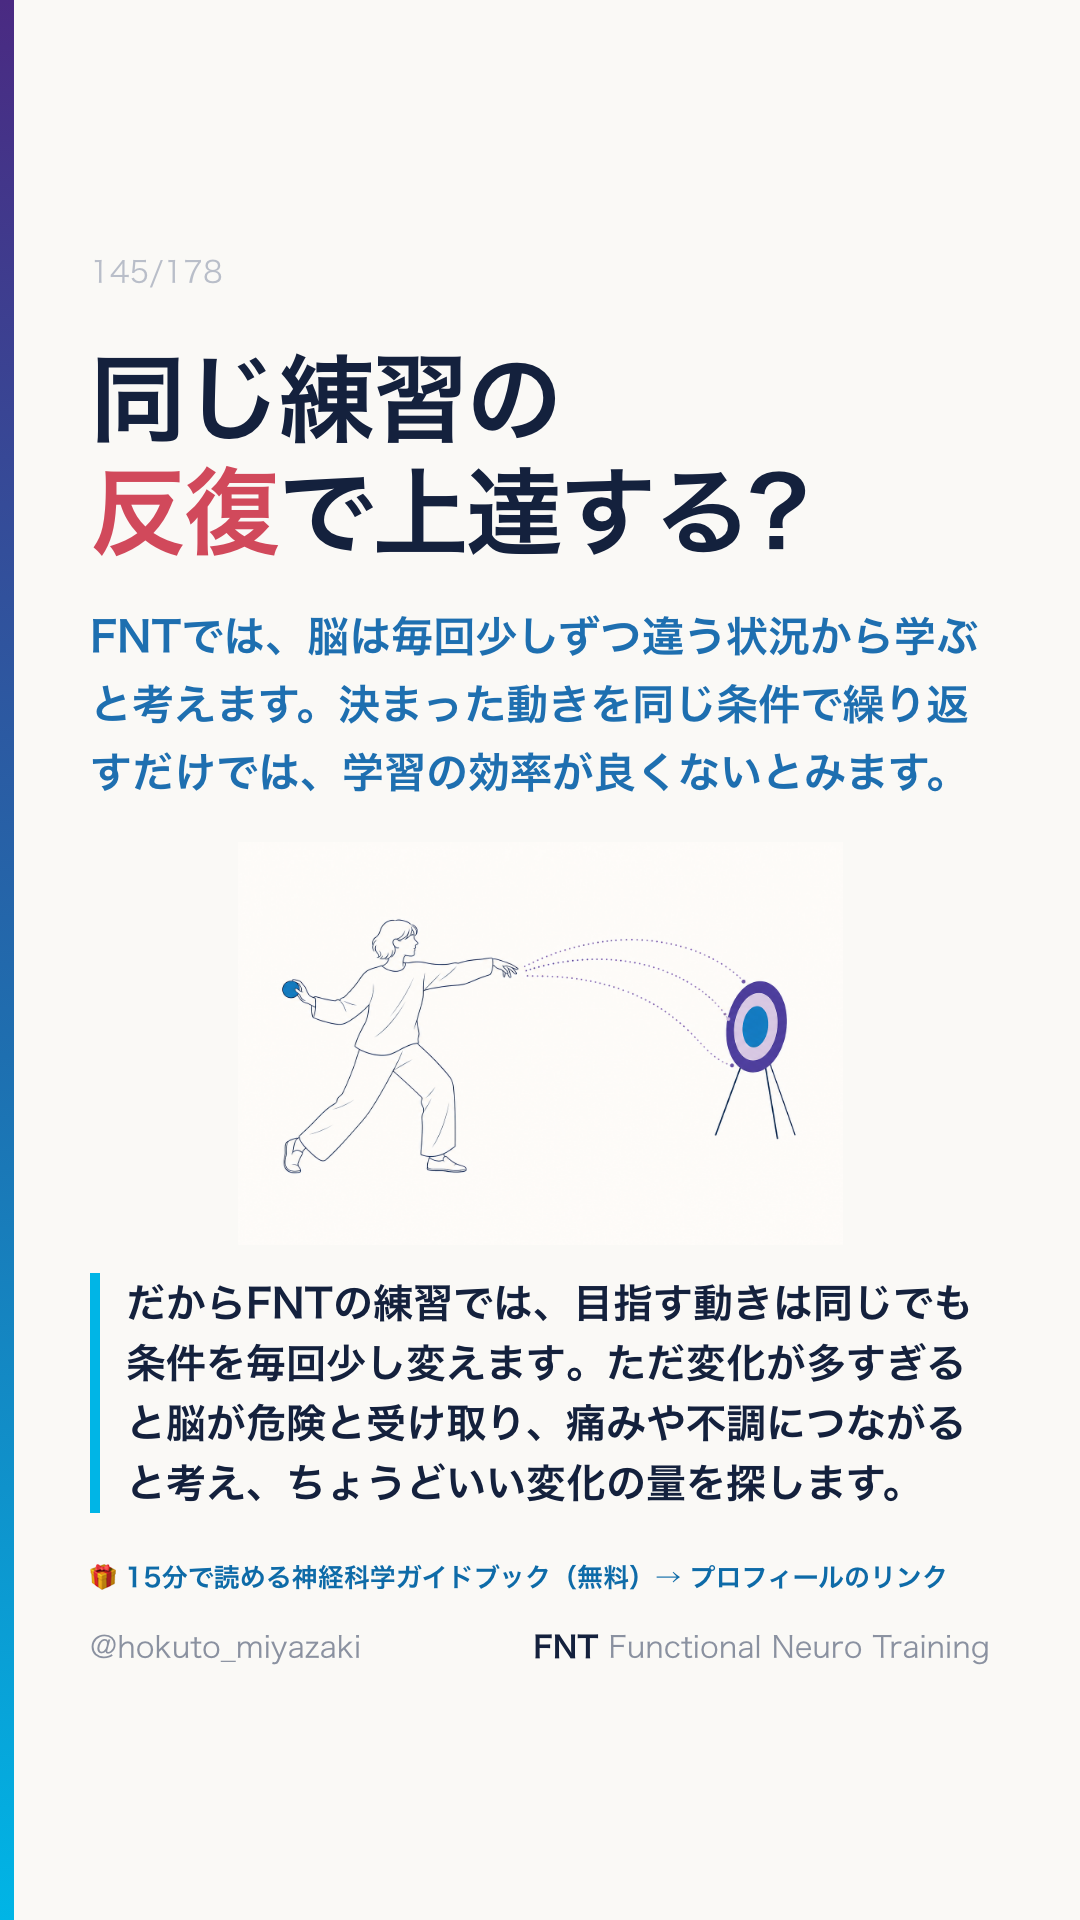 145/178
同じ練習の
反復で上達する?
FNTでは、脳は毎回少しずつ違う状況から学ぶ
と考えます。決まった動きを同じ条件で繰り返
すだけでは、学習の効率が良くないとみます。
だからFNTの練習では、目指す動きは同じでも
条件を毎回少し変えます。ただ変化が多すぎる
と脳が危険と受け取り、痛みや不調につながる
と考え、ちょうどいい変化の量を探します。
🎁 15分で読める神経科学ガイドブック（無料）→ プロフィールのリンク
@hokuto_miyazaki
FNT Functional Neuro Training